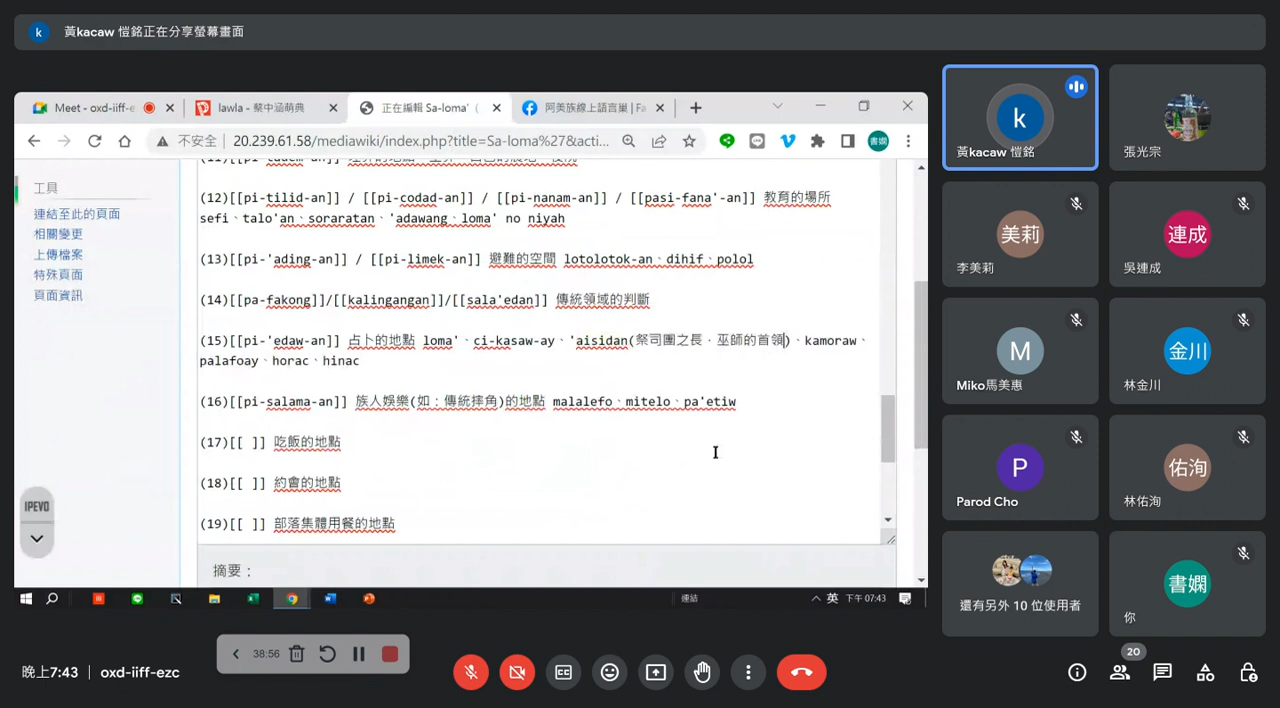 k 黃kacaw 愷銘正在分享螢幕畫面
Meet - oxd-iiff-e
lawla - 蔡中涵萌典
正在編輯 Sa-loma' (
阿美族線上語言巢 | Fa
不安全 | 20.239.61.58/mediawiki/index.php?title=Sa-loma%27&acti...
書嫻
工具
連結至此的頁面
相關變更
上傳檔案
特殊頁面
頁面資訊
(12)[[pi-tilid-an]] / [[pi-codad-an]] / [[pi-nanam-an]] / [[pasi-fana'-an]] 教育的場所
sefi、talo'an、soraratan、'adawang、loma' no niyah
(13)[[pi-'ading-an]] / [[pi-limek-an]] 避難的空間 lotolotok-an、dihif、polol
(14)[[pa-fakong]]/[[kalingangan]]/[[sala'edan]] 傳統領域的判斷
(15)[[pi-'edaw-an]] 占卜的地點 loma'、ci-kasaw-ay、'aisidan(祭司團之長，巫師的首領)、kamoraw、
palafoay、horac、hinac
(16)[[pi-salama-an]] 族人娛樂(如：傳統摔角)的地點 malalefo、mitelo、pa'etiw
(17)[[ ]] 吃飯的地點
(18)[[ ]] 約會的地點
(19)[[ ]] 部落集體用餐的地點
摘要：
IPEVO
連結
英
下午 07:43
k
黃kacaw 愷銘
張光宗
美莉
李美莉
連成
吳連成
M
Miko馬美惠
金川
林金川
P
Parod Cho
佑洵
林佑洵
還有另外 10 位使用者
書嫻
你
38:56
晚上7:43 | oxd-iiff-ezc
20